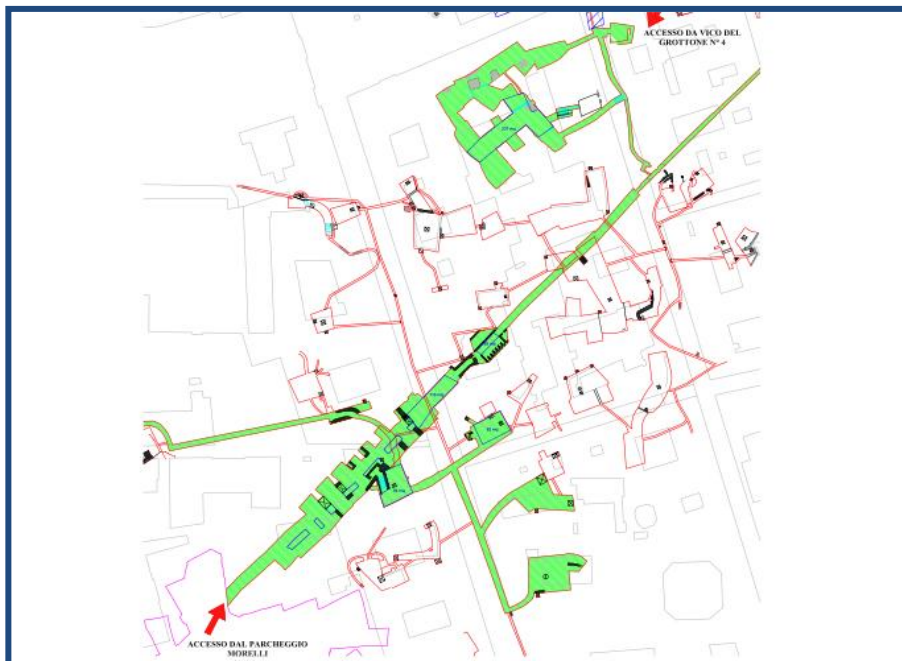 ACCESSO DA VICO DEL
GROTTONE N° 4
ACCESSO DAL PARCHEGGIO
MORELLI